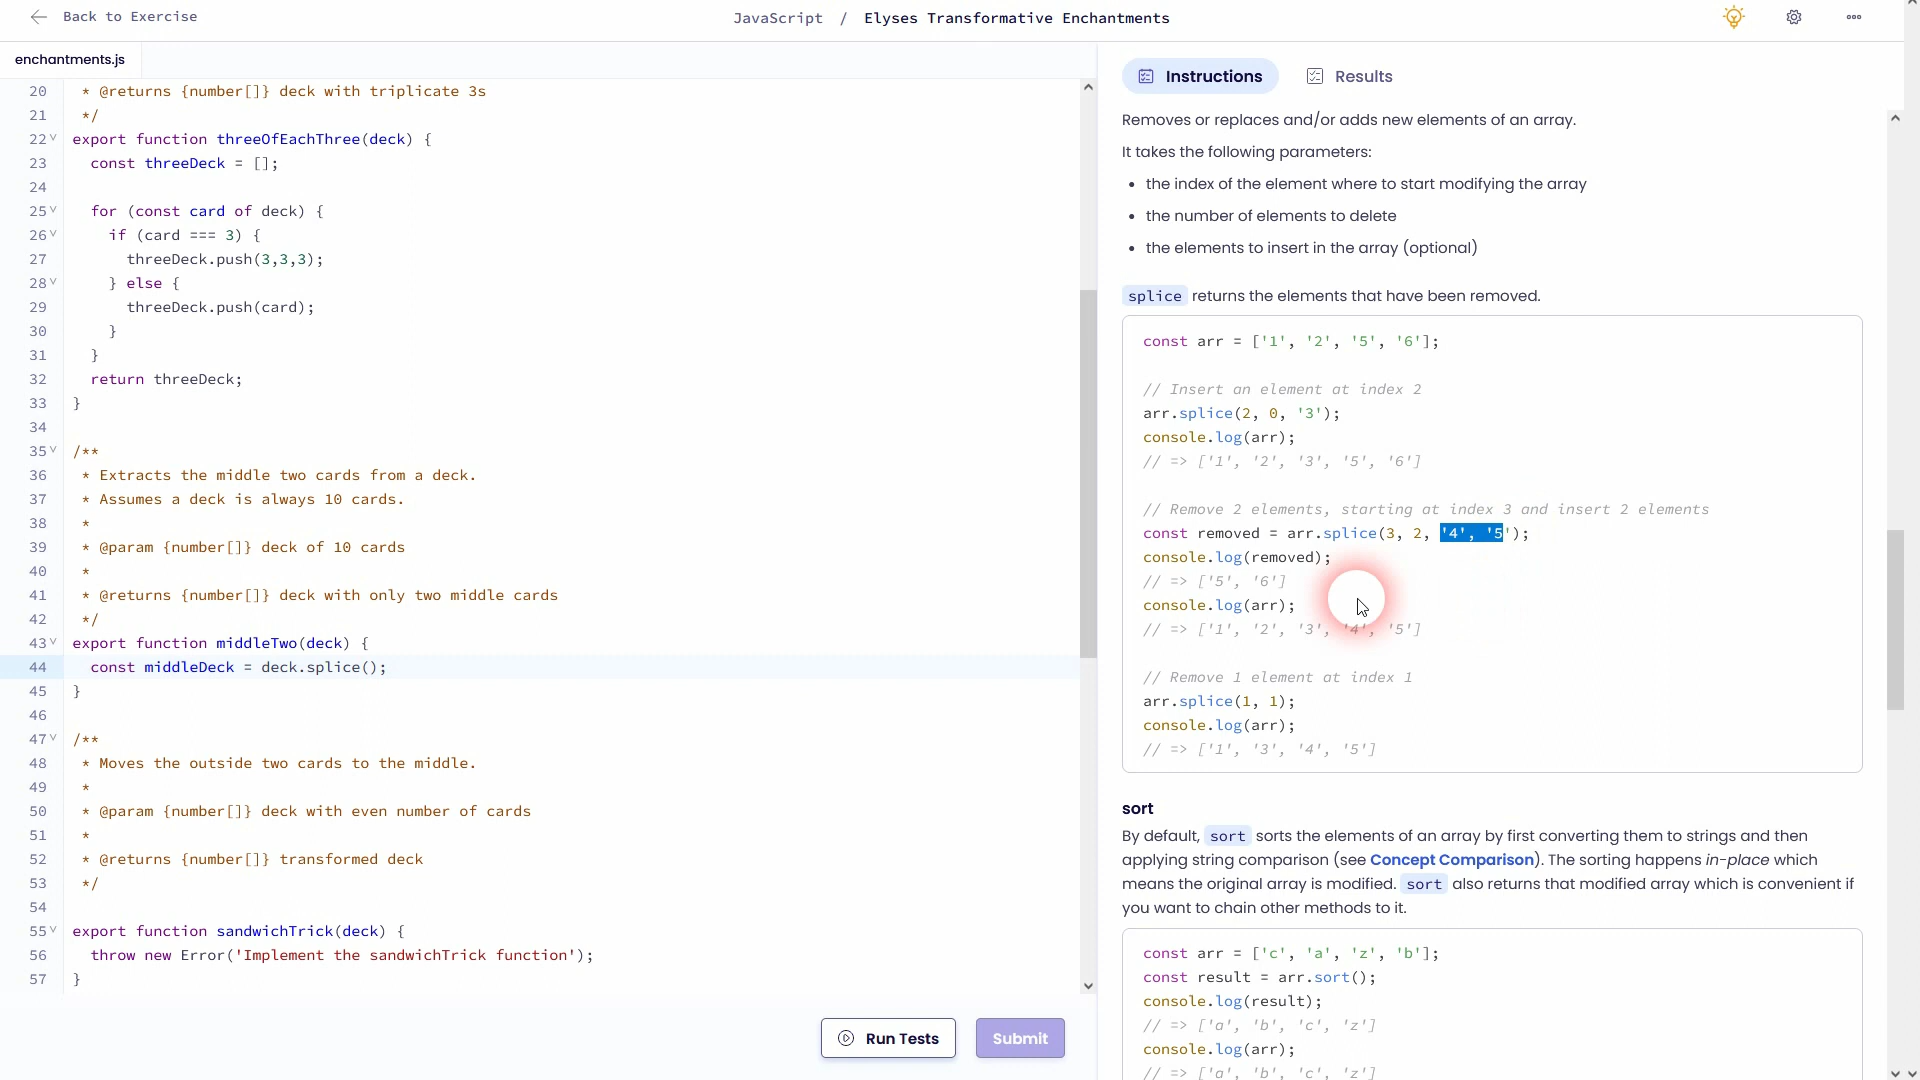 Back to Exercise
JavaScript / Elyses Transformative Enchantments
enchantments.js
20 * @returns {number[]} deck with triplicate 3s
21 */
22 export function threeOfEachThree(deck) {
23 const threeDeck = [];
24
25 for (const card of deck) {
26 if (card === 3) {
27 threeDeck.push(3,3,3);
28 } else {
29 threeDeck.push(card);
30 }
31 }
32 return threeDeck;
33 }
34
35 /**
36 * Extracts the middle two cards from a deck.
37 * Assumes a deck is always 10 cards.
38 *
39 * @param {number[]} deck of 10 cards
40 *
41 * @returns {number[]} deck with only two middle cards
42 */
43 export function middleTwo(deck) {
44 const middleDeck = deck.splice();
45 }
46
47 /**
48 * Moves the outside two cards to the middle.
49 *
50 * @param {number[]} deck with even number of cards
51 *
52 * @returns {number[]} transformed deck
53 */
54
55 export function sandwichTrick(deck) {
56 throw new Error('Implement the sandwichTrick function');
57 }
Run Tests
Submit
Instructions
Results
Removes or replaces and/or adds new elements of an array.
It takes the following parameters:
• the index of the element where to start modifying the array
• the number of elements to delete
• the elements to insert in the array (optional)
splice returns the elements that have been removed.
const arr = ['1', '2', '5', '6'];
// Insert an element at index 2
arr.splice(2, 0, '3');
console.log(arr);
// => ['1', '2', '3', '5', '6']
// Remove 2 elements, starting at index 3 and insert 2 elements
const removed = arr.splice(3, 2, '4', '5');
console.log(removed);
// => ['5', '6']
console.log(arr);
// => ['1', '2', '3', '4', '5']
// Remove 1 element at index 1
arr.splice(1, 1);
console.log(arr);
// => ['1', '3', '4', '5']
sort
By default, sort sorts the elements of an array by first converting them to strings and then
applying string comparison (see Concept Comparison). The sorting happens in-place which
means the original array is modified. sort also returns that modified array which is convenient if
you want to chain other methods to it.
const arr = ['c', 'a', 'z', 'b'];
const result = arr.sort();
console.log(result);
// => ['a', 'b', 'c', 'z']
console.log(arr);
// => ['a', 'b', 'c', 'z']